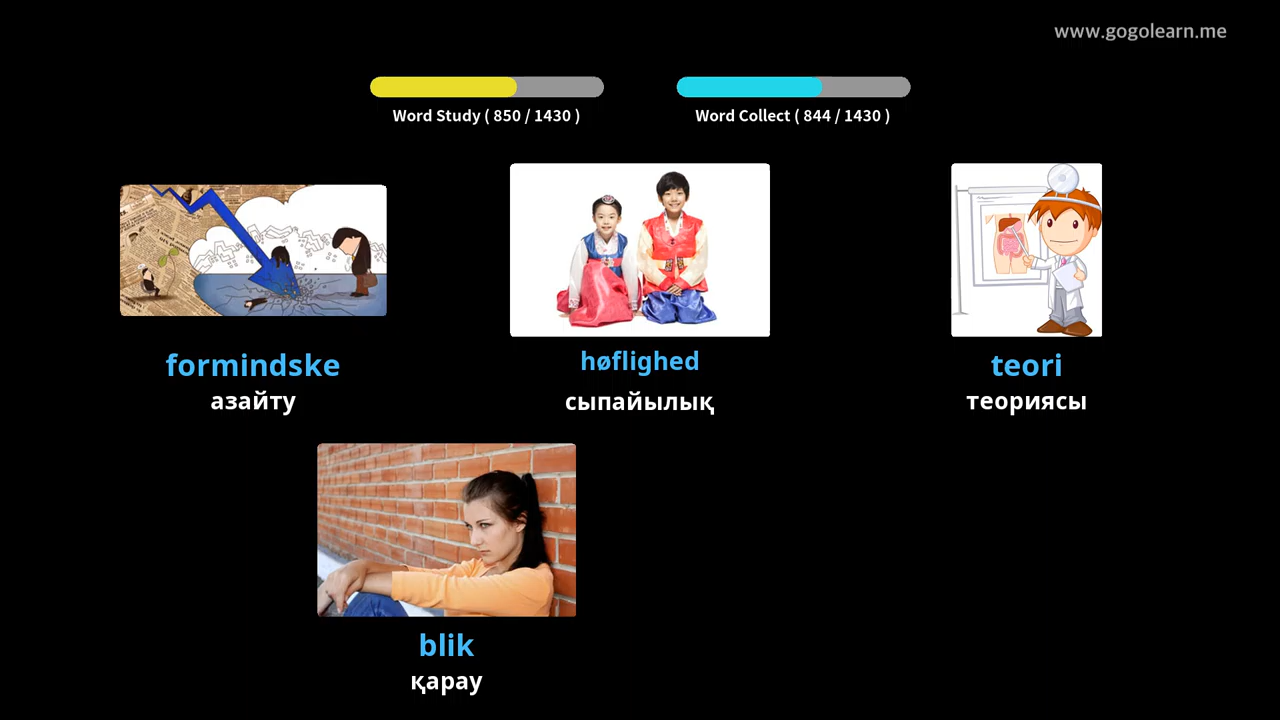 www.gogolearn.me
Word Study ( 850 / 1430 )
Word Collect ( 844 / 1430 )
formindske
азайту
høflighed
сыпайылық
teori
теориясы
blik
қарау